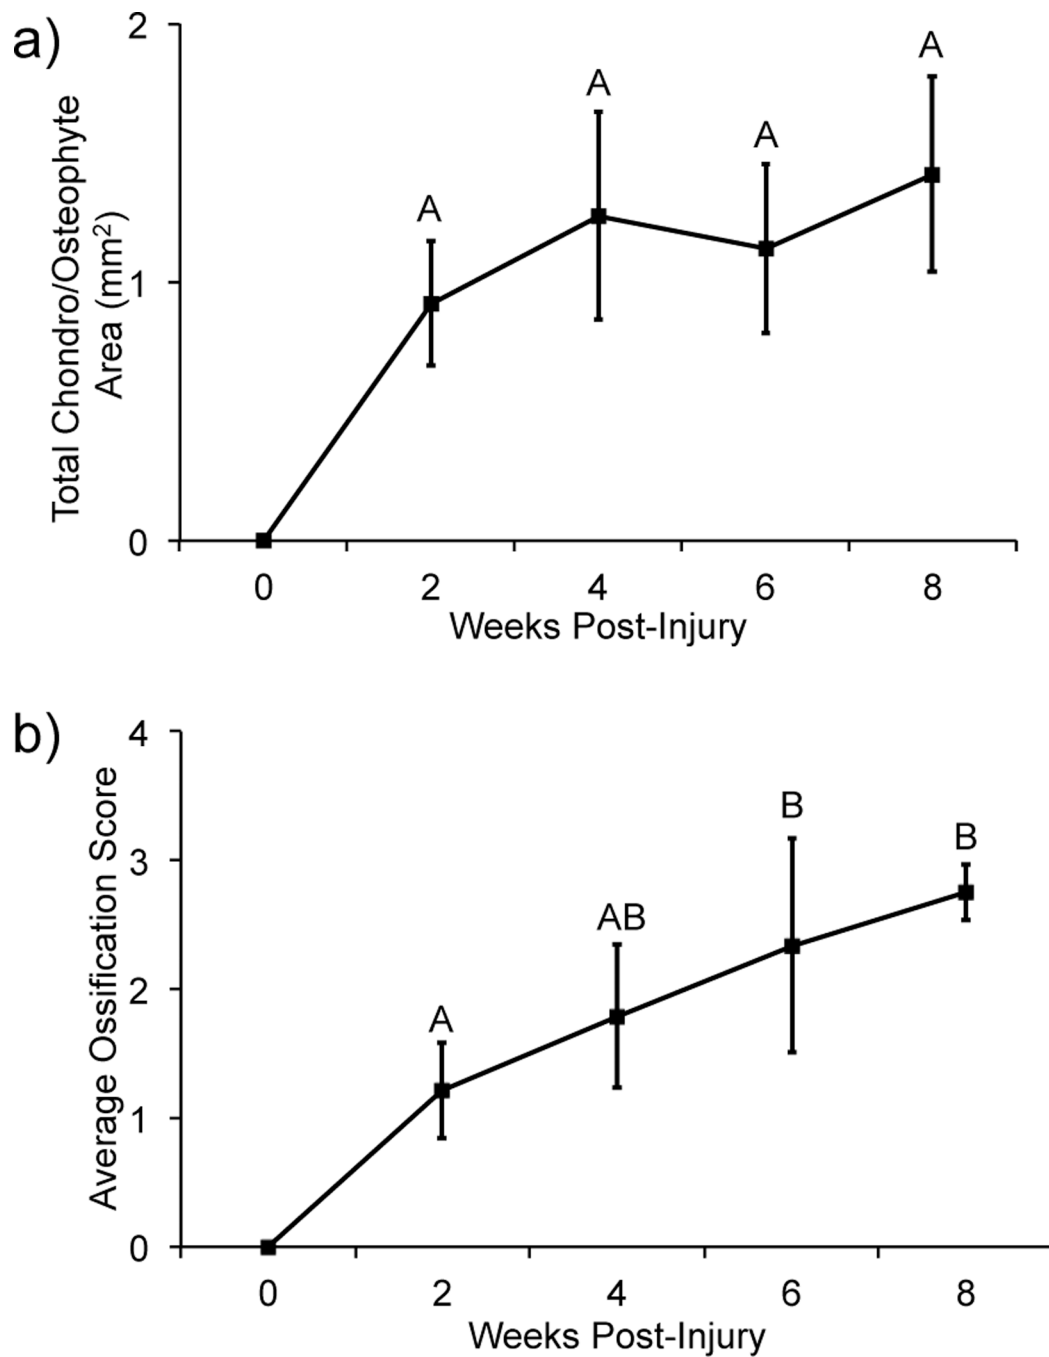 a)
Total Chondro/Osteophyte
Area (mm²)
2
1
0
A
A
A
A
0 2 4 6 8
Weeks Post-Injury
b)
Average Ossification Score
4
3
2
1
0
A
AB
B
B
0 2 4 6 8
Weeks Post-Injury